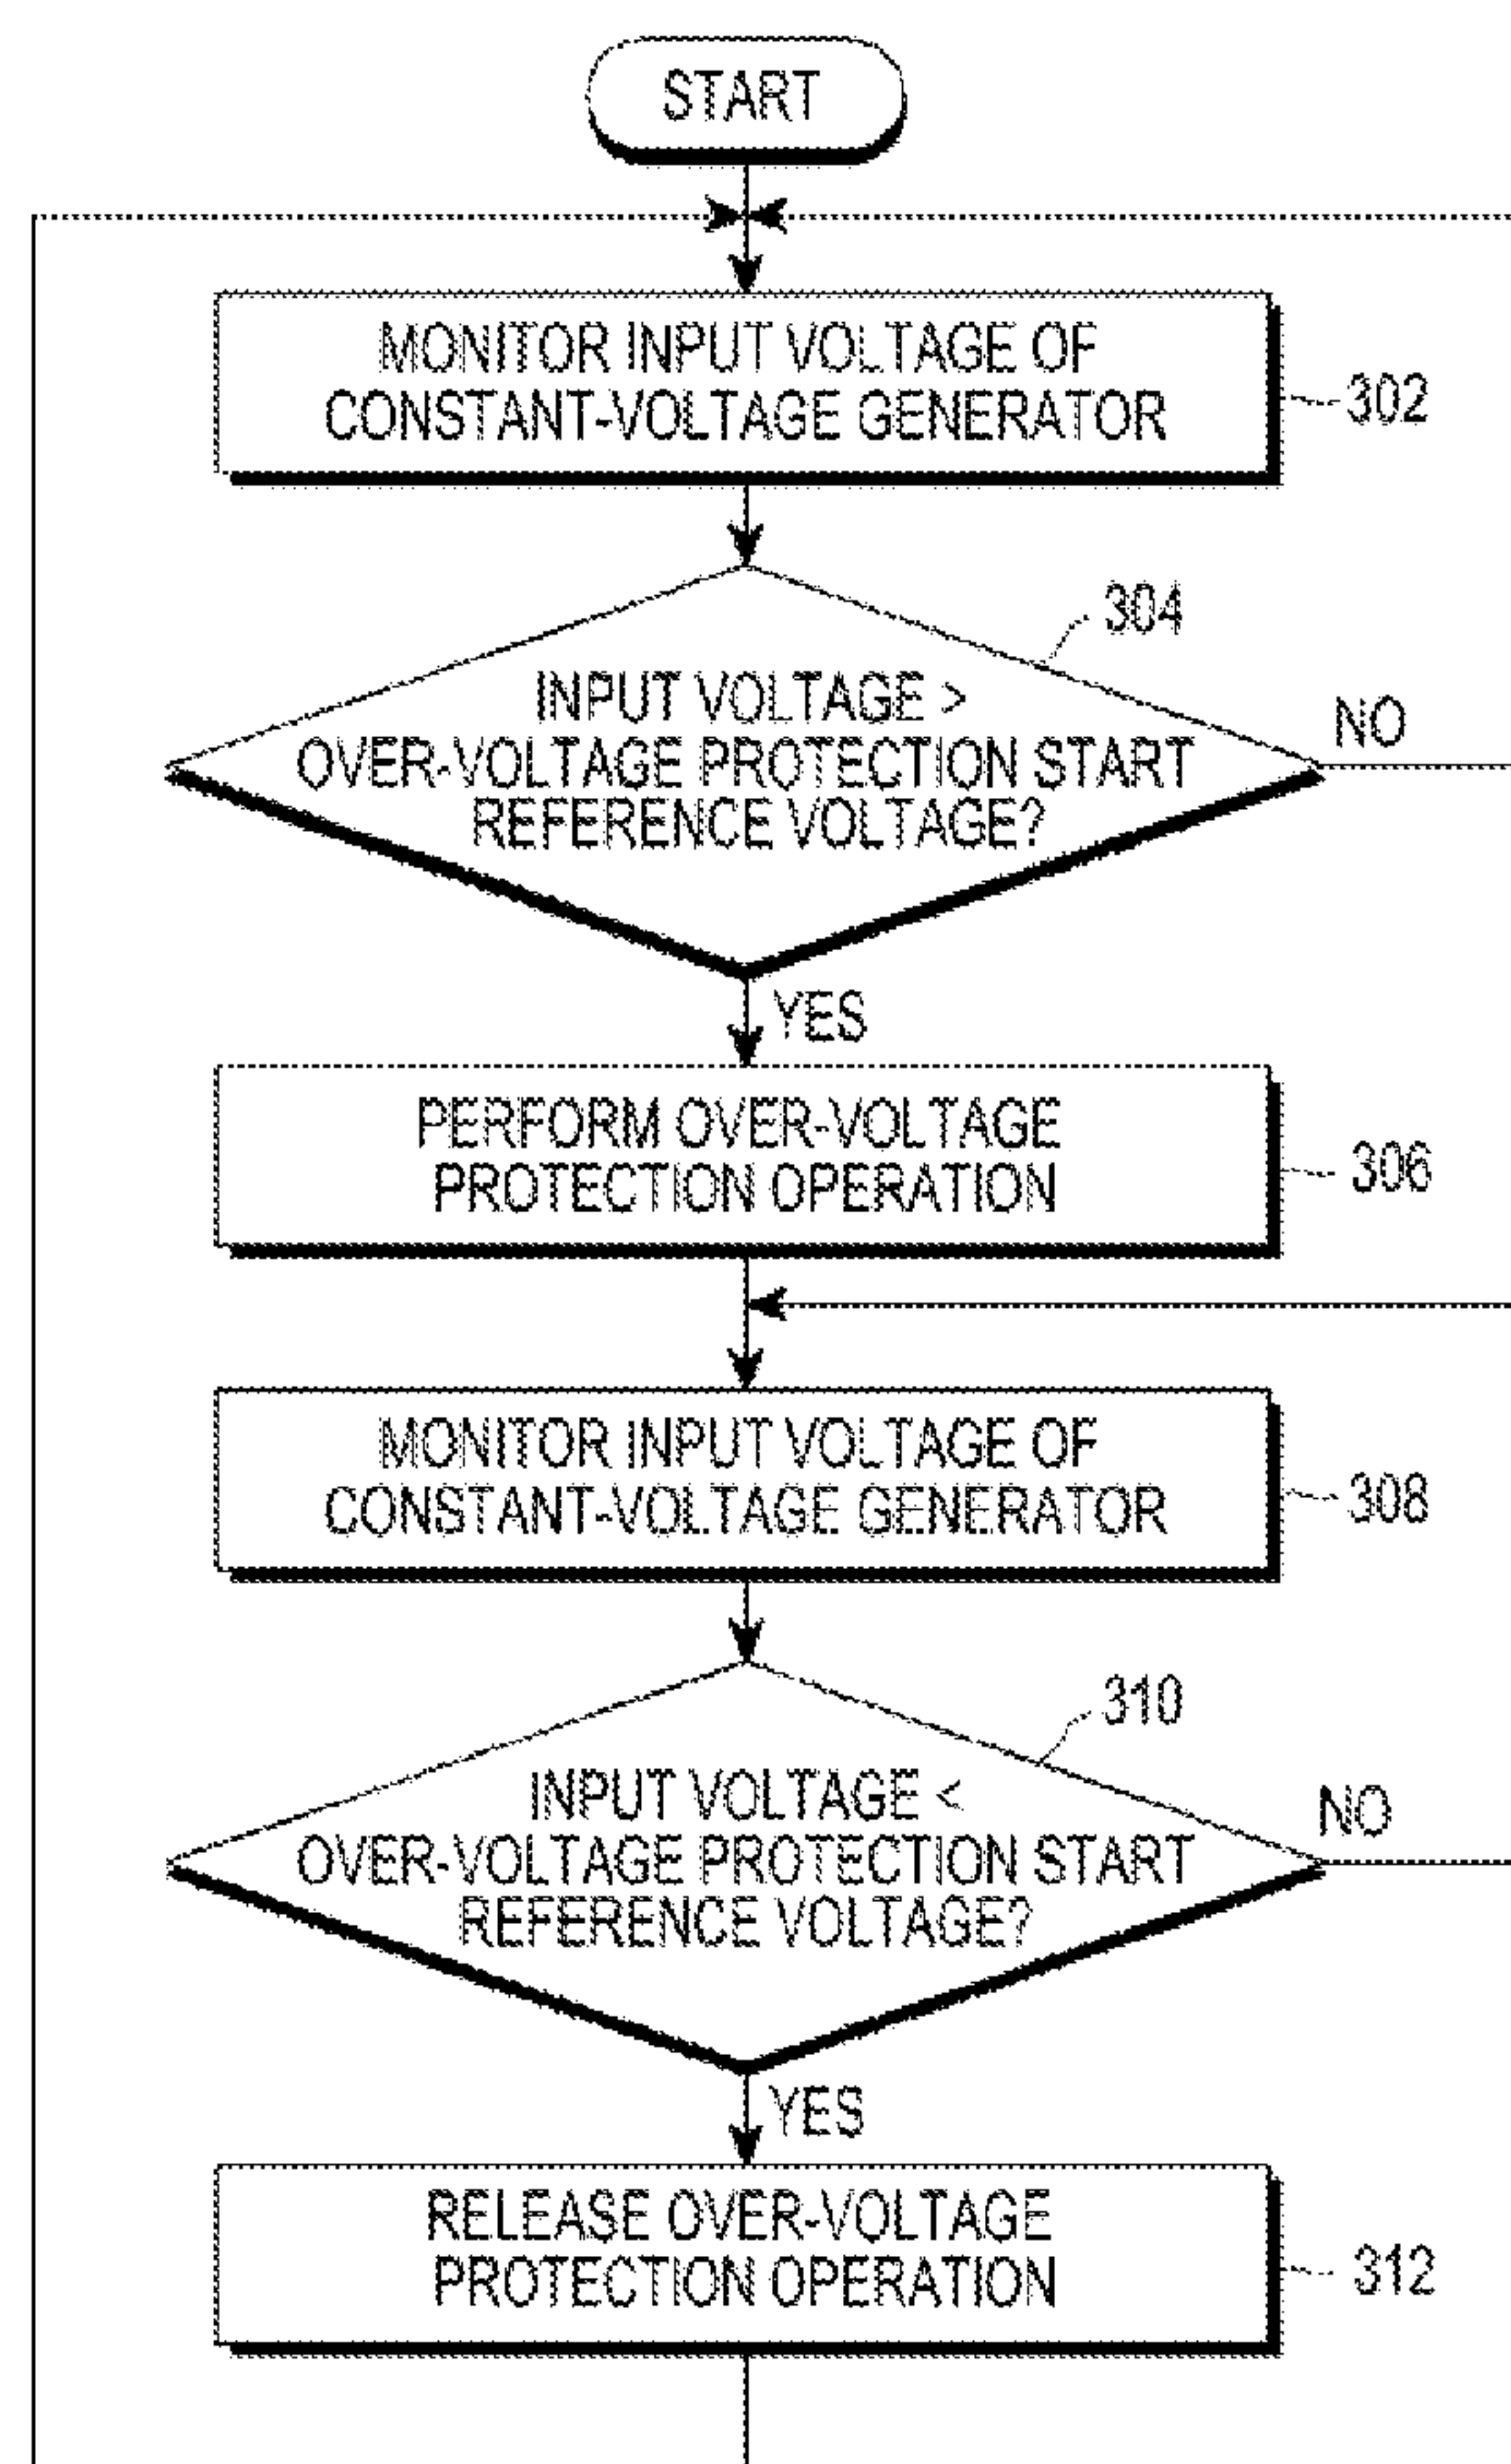 START
MONITOR INPUT VOLTAGE OF
CONSTANT-VOLTAGE GENERATOR
302
304
INPUT VOLTAGE >
OVER-VOLTAGE PROTECTION START
REFERENCE VOLTAGE?
NO
YES
PERFORM OVER-VOLTAGE
PROTECTION OPERATION
306
MONITOR INPUT VOLTAGE OF
CONSTANT-VOLTAGE GENERATOR
308
310
INPUT VOLTAGE <
OVER-VOLTAGE PROTECTION START
REFERENCE VOLTAGE?
NO
YES
RELEASE OVER-VOLTAGE
PROTECTION OPERATION
312